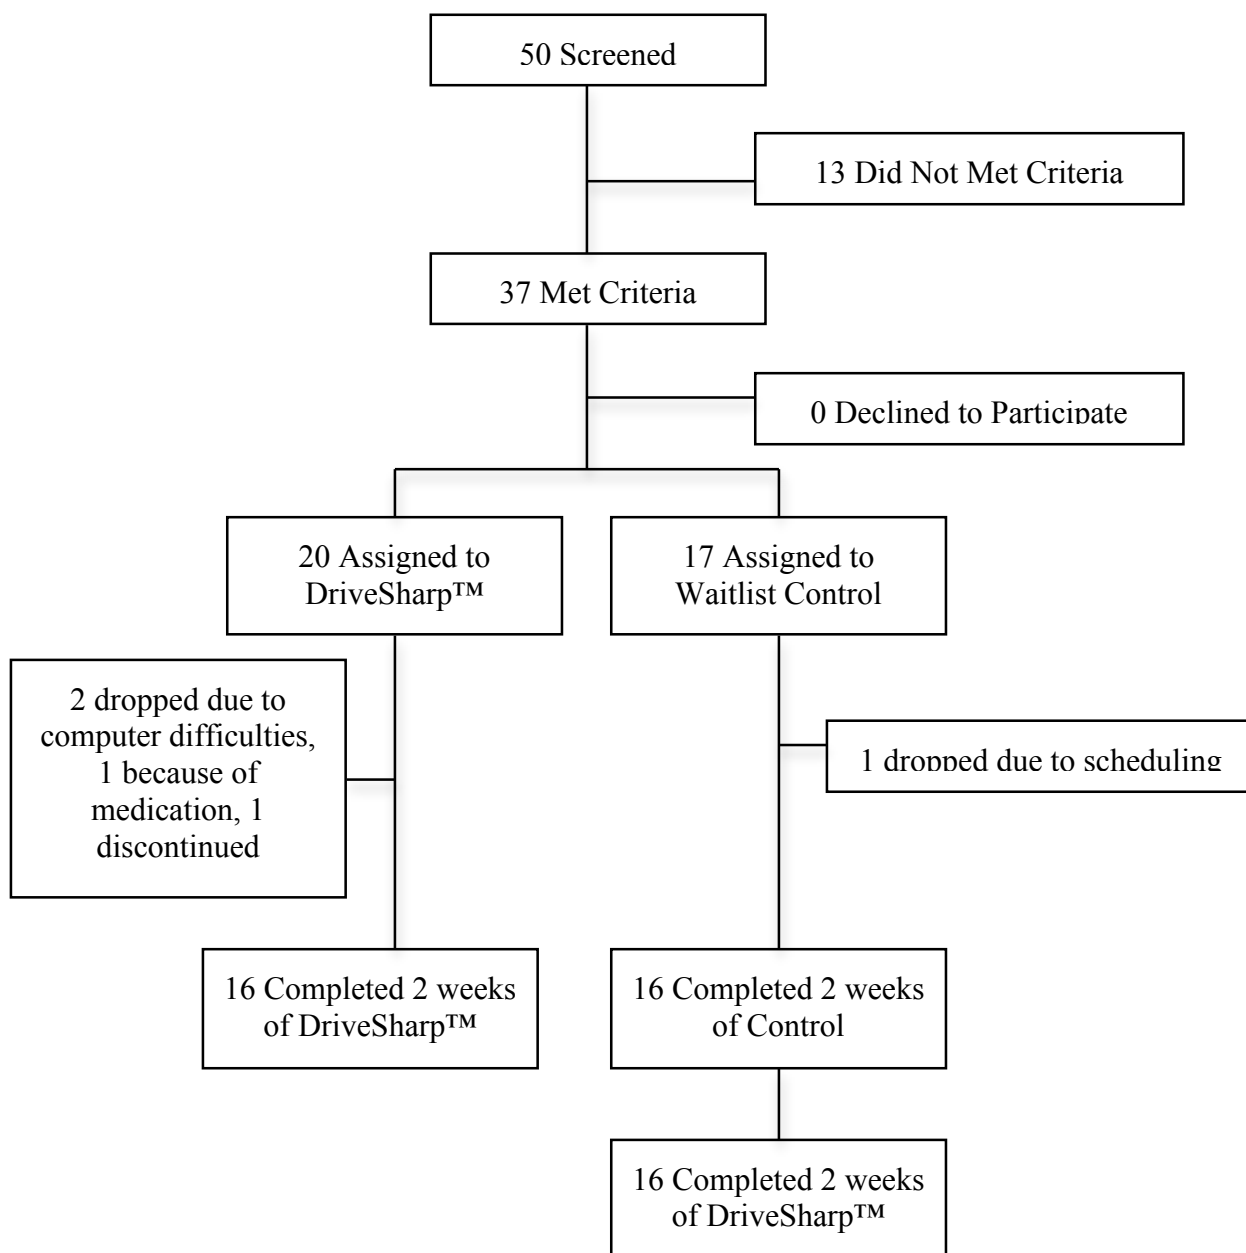 50 Screened
13 Did Not Met Criteria
37 Met Criteria
0 Declined to Participate
20 Assigned to
DriveSharp™
17 Assigned to
Waitlist Control
2 dropped due to
computer difficulties,
1 because of
medication, 1
discontinued
1 dropped due to scheduling
16 Completed 2 weeks
of DriveSharp™
16 Completed 2 weeks
of Control
16 Completed 2 weeks
of DriveSharp™